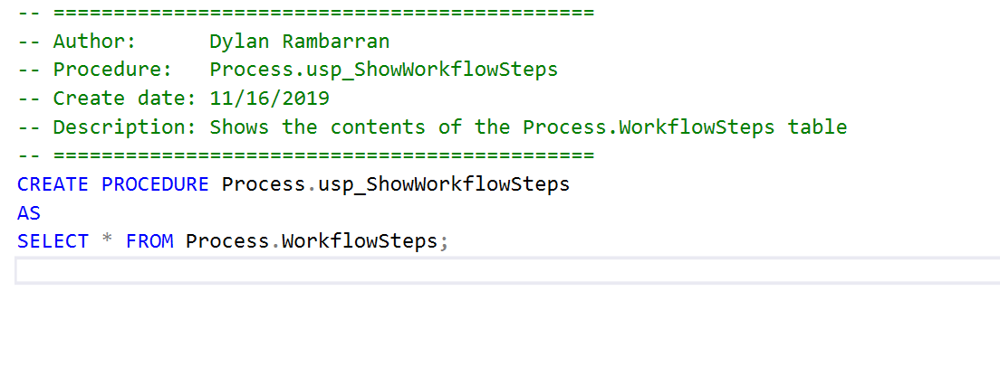 -- =============================================
-- Author:      Dylan Rambarran
-- Procedure:   Process.usp_ShowWorkflowSteps
-- Create date: 11/16/2019
-- Description: Shows the contents of the Process.WorkflowSteps table
-- =============================================
CREATE PROCEDURE Process.usp_ShowWorkflowSteps
AS
SELECT * FROM Process.WorkflowSteps;